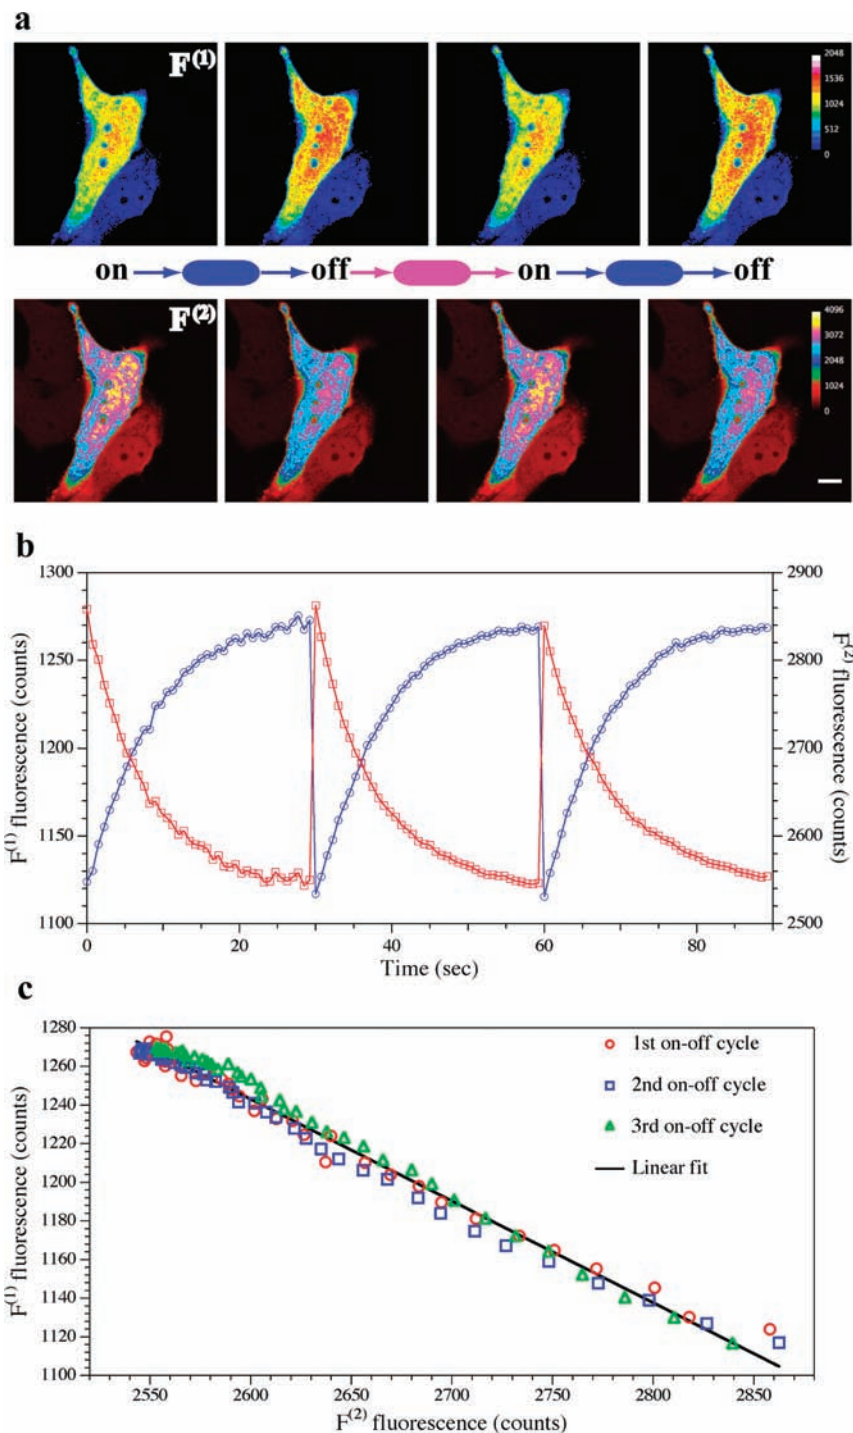 a
F(1)
2048
1536
1024
512
0
on off on off
F(2)
4096
3072
2048
1024
0
b
1300
1250
1200
1150
1100
F(1) fluorescence (counts)
2900
2800
2700
2600
2500
F(2) fluorescence (counts)
0 20 40 60 80
Time (sec)
c
1280
1260
1240
1220
1200
1180
1160
1140
1120
1100
F(1) fluorescence (counts)
1st on-off cycle
2nd on-off cycle
3rd on-off cycle
Linear fit
2550 2600 2650 2700 2750 2800 2850
F(2) fluorescence (counts)